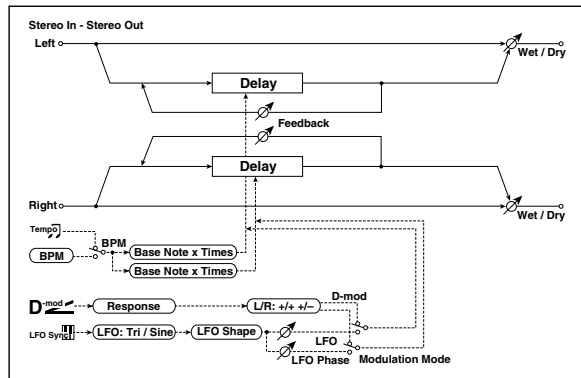 Stereo In - Stereo Out
Left
Wet / Dry
Delay
Feedback
Delay
Right
Wet / Dry
Tempo
BPM
BPM
Base Note x Times
Base Note x Times
D-mod
D-mod
Response
L/R: +/+ +/−
LFO Sync
LFO: Tri / Sine
LFO Shape
LFO
LFO Phase
Modulation Mode